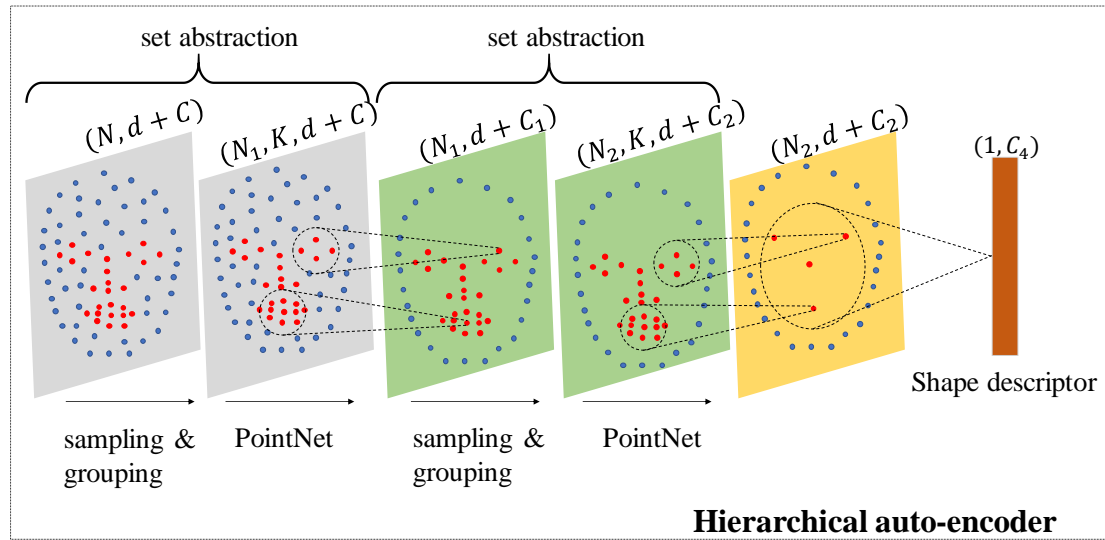 set abstraction
set abstraction
(N, d + C)
(N₁, K, d + C)
(N₁, d + C₁)
(N₂, K, d + C₂)
(N₂, d + C₂)
(1, C₄)
Shape descriptor
sampling &
grouping
PointNet
sampling &
grouping
PointNet
Hierarchical auto-encoder